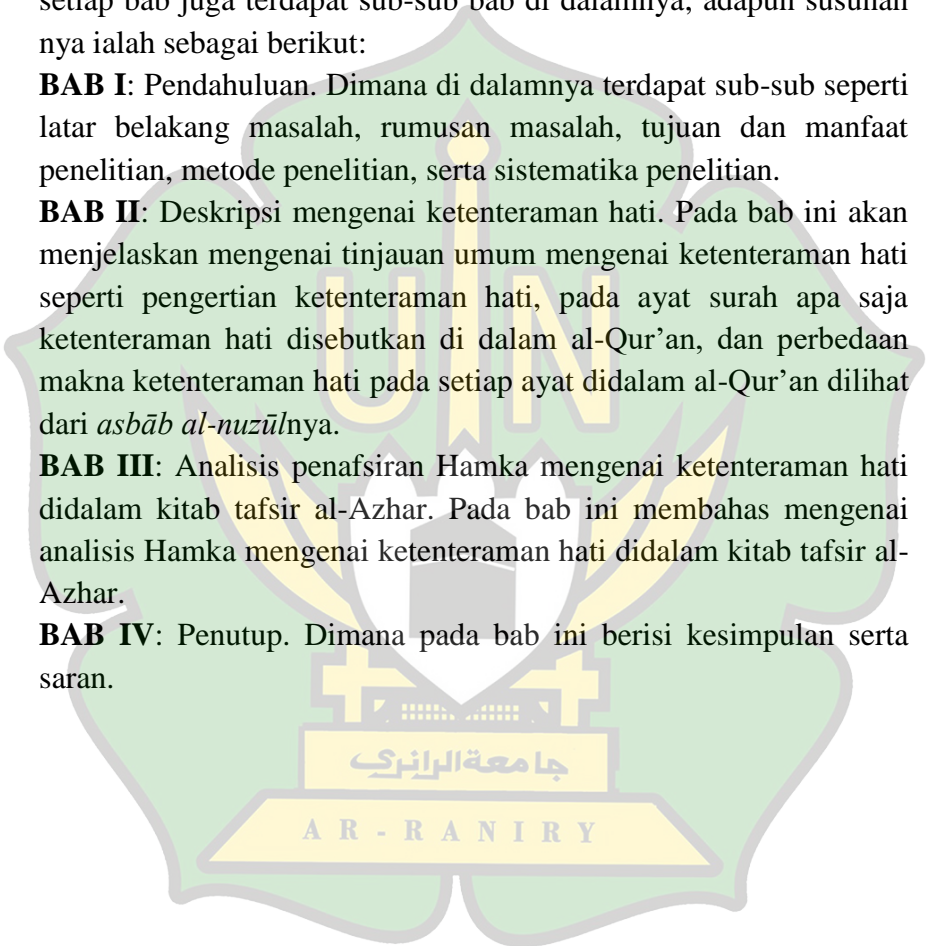 setiap bab juga terdapat sub-sub bab di dalamnya, adapun susunan
nya ialah sebagai berikut:
BAB I: Pendahuluan. Dimana di dalamnya terdapat sub-sub seperti
latar belakang masalah, rumusan masalah, tujuan dan manfaat
penelitian, metode penelitian, serta sistematika penelitian.
BAB II: Deskripsi mengenai ketenteraman hati. Pada bab ini akan
menjelaskan mengenai tinjauan umum mengenai ketenteraman hati
seperti pengertian ketenteraman hati, pada ayat surah apa saja
ketenteraman hati disebutkan di dalam al-Qur’an, dan perbedaan
makna ketenteraman hati pada setiap ayat didalam al-Qur’an dilihat
dari asbāb al-nuzūlnya.
BAB III: Analisis penafsiran Hamka mengenai ketenteraman hati
didalam kitab tafsir al-Azhar. Pada bab ini membahas mengenai
analisis Hamka mengenai ketenteraman hati didalam kitab tafsir al-
Azhar.
BAB IV: Penutup. Dimana pada bab ini berisi kesimpulan serta
saran.
UIN
جامعةالرانري
AR-RANIRY